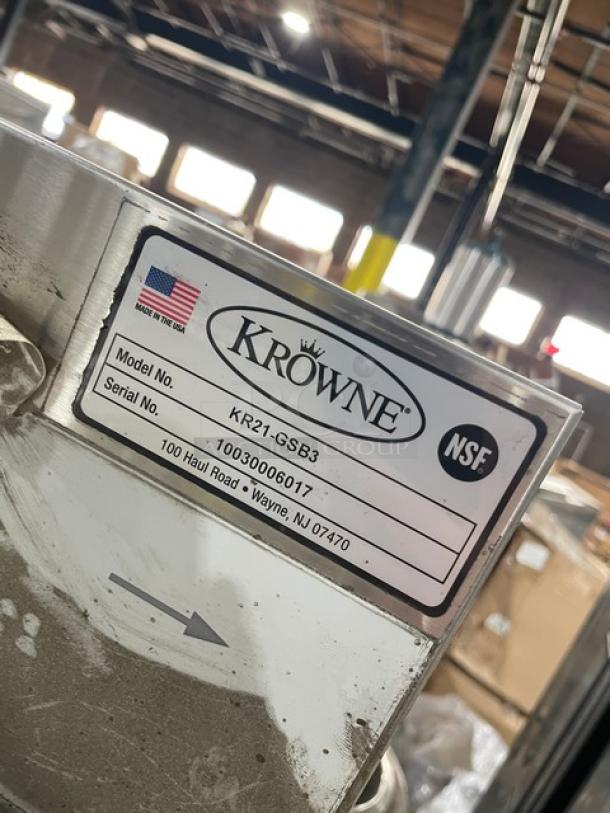 MADE IN THE USA
KROWNE®
Model No. KR21-GSB3
Serial No. 10030006017
100 Haul Road • Wayne, NJ 07470
NSF®
GROUP